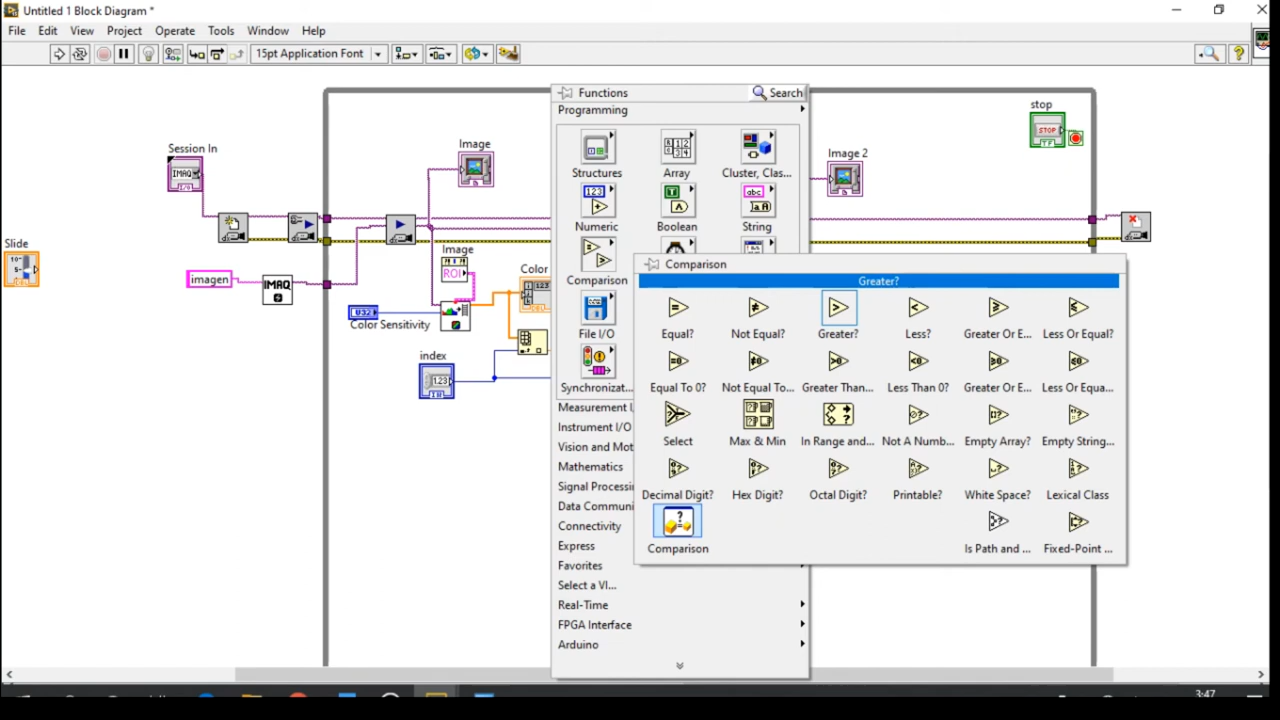 Untitled 1 Block Diagram *
File Edit View Project Operate Tools Window Help
15pt Application Font
Functions Search
Programming
stop
STOP
TF
Session In
IMAQ
I/O
Image
Image 2
Structures Array Cluster, Clas...
Numeric Boolean String
Slide
imagen
IMAQ
Image
ROI
Color
Comparison
Comparison
Greater?
U32
Color Sensitivity
File I/O
Equal? Not Equal? Greater? Less? Greater Or E... Less Or Equal?
index
Synchronizat...
Equal To 0? Not Equal To... Greater Than... Less Than 0? Greater Or E... Less Or Equa...
Measurement I
Instrument I/O
Select Max & Min In Range and... Not A Numb... Empty Array? Empty String...
Vision and Mot
Mathematics
Signal Processi
Decimal Digit? Hex Digit? Octal Digit? Printable? White Space? Lexical Class
Data Communi
Connectivity
Express
Comparison Is Path and ... Fixed-Point ...
Favorites
Select a VI...
Real-Time
FPGA Interface
Arduino
3:47